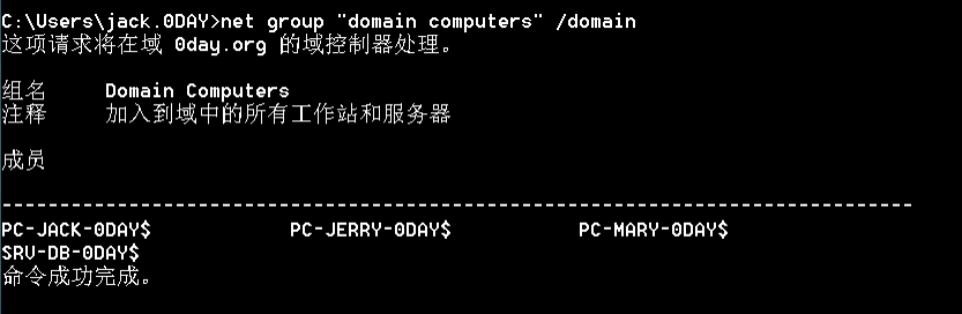 C:\Users\jack.0DAY>net group "domain computers" /domain
这项请求将在域 0day.org 的域控制器处理。
组名     Domain Computers
注释     加入到域中的所有工作站和服务器
成员
-------------------------------------------------------------------------------
PC-JACK-0DAY$            PC-JERRY-0DAY$           PC-MARY-0DAY$
SRV-DB-0DAY$
命令成功完成。